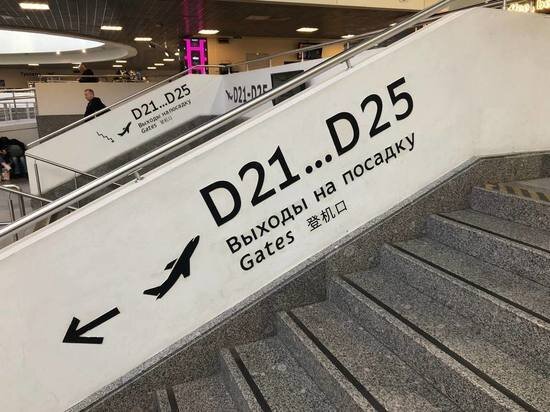 D21...D25
Выходы на посадку
Gates 登机口
D21-D25
D21...D25
Выходы на посадку
Gates 登机口